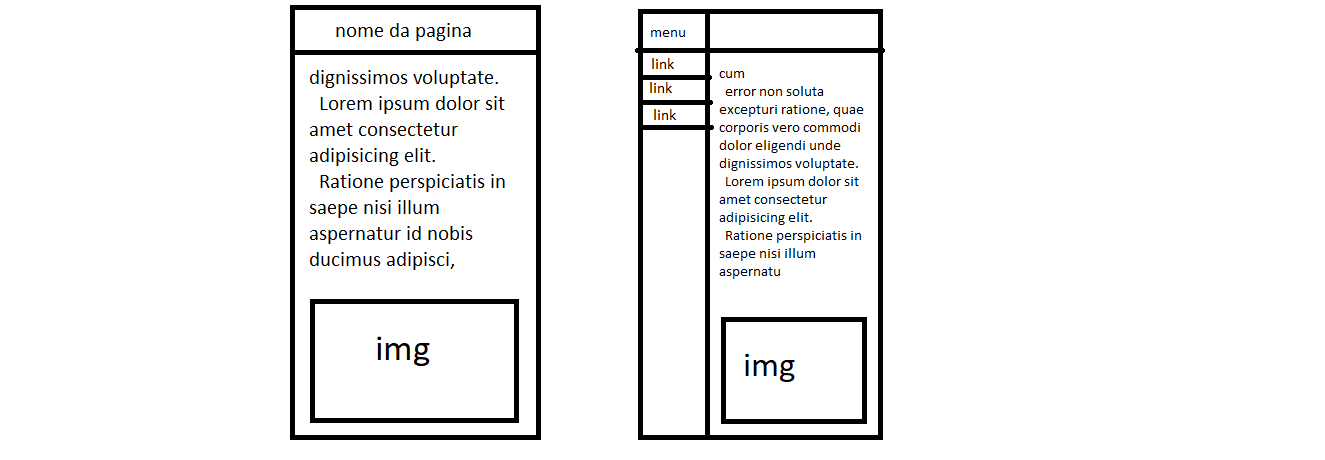 nome da pagina
dignissimos voluptate.
Lorem ipsum dolor sit
amet consectetur
adipisicing elit.
Ratione perspiciatis in
saepe nisi illum
aspernatur id nobis
ducimus adipisci,
img
menu
link
link
link
cum
error non soluta
excepturi ratione, quae
corporis vero commodi
dolor eligendi unde
dignissimos voluptate.
Lorem ipsum dolor sit
amet consectetur
adipisicing elit.
Ratione perspiciatis in
saepe nisi illum
aspernatu
img